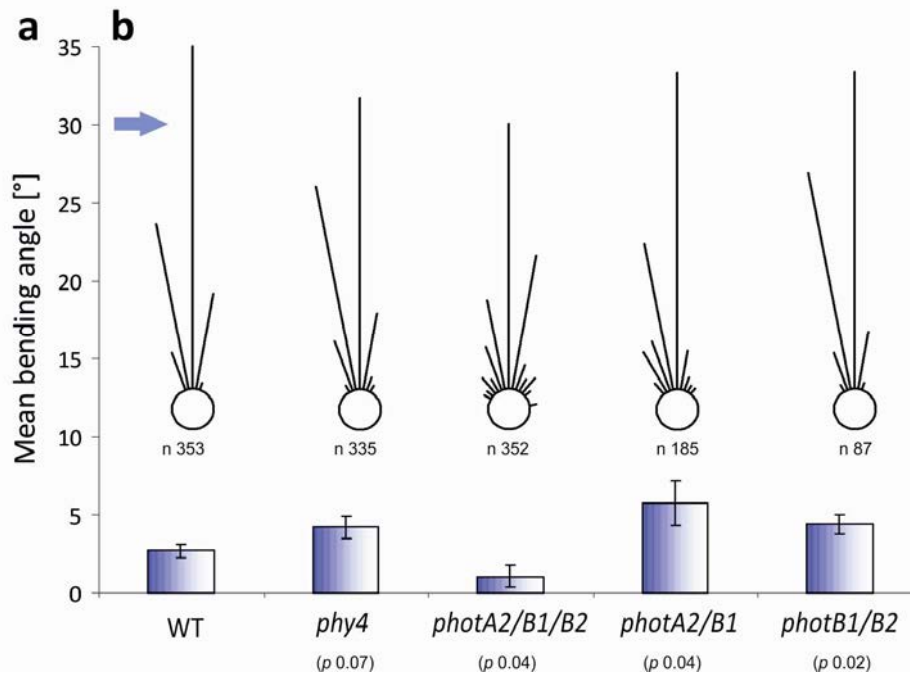 a b
Mean bending angle [°]
35
30
25
20
15
10
5
0
n 353
n 335
n 352
n 185
n 87
WT
phy4
photA2/B1/B2
photA2/B1
photB1/B2
(p 0.07)
(p 0.04)
(p 0.04)
(p 0.02)